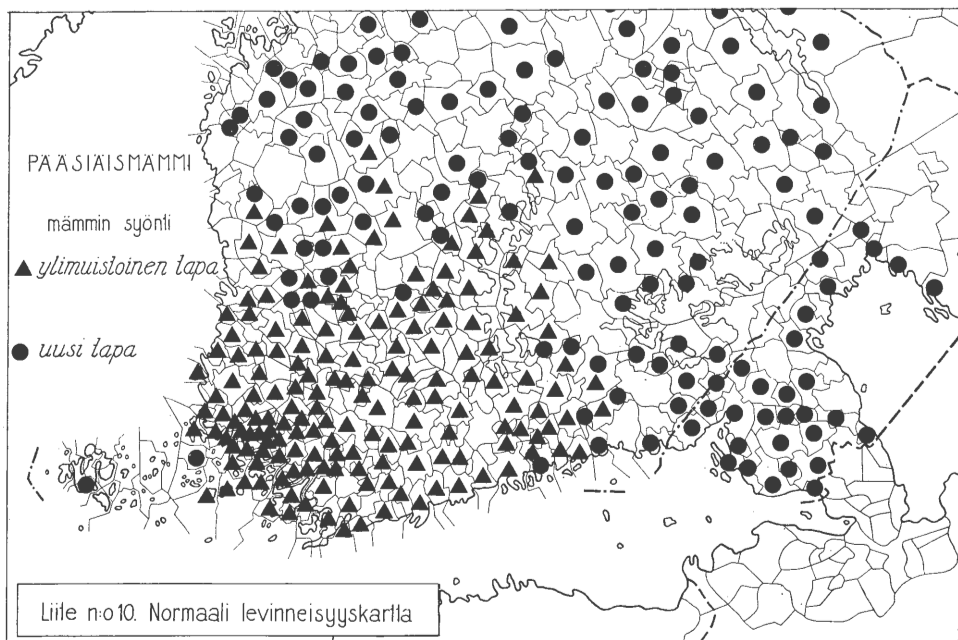 PÄÄSIÄISMÄMMI
mämmin syönti
ylimuistoinen tapa
uusi tapa
Liite n:o 10. Normaali levinneisyyskartta